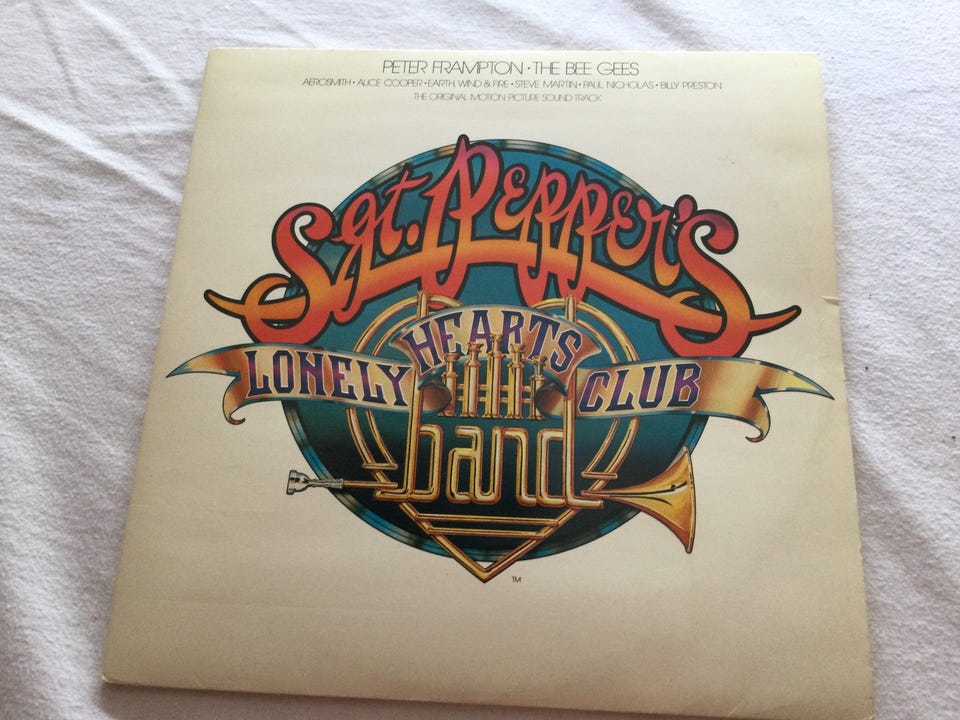 PETER FRAMPTON · THE BEE GEES
AEROSMITH · ALICE COOPER · EARTH, WIND & FIRE · STEVE MARTIN · PAUL NICHOLAS · BILLY PRESTON
THE ORIGINAL MOTION PICTURE SOUND TRACK
Sgt. Pepper's
LONELY HEARTS CLUB
band
TM